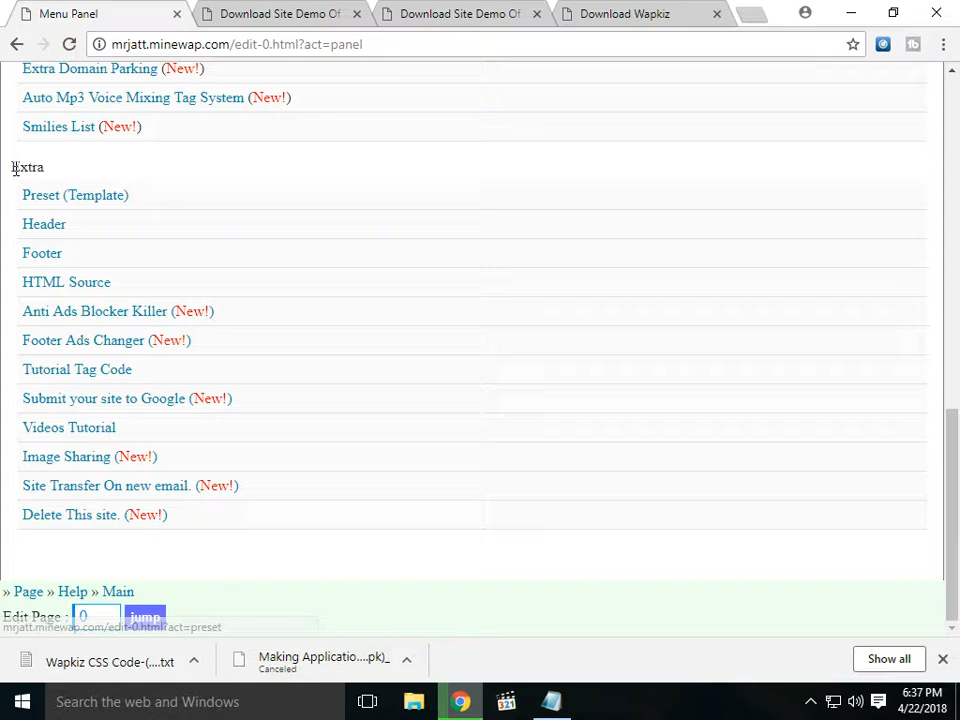 Menu Panel
Download Site Demo Of
Download Site Demo Of
Download Wapkiz
mrjatt.minewap.com/edit-0.html?act=panel
Extra Domain Parking (New!)
Auto Mp3 Voice Mixing Tag System (New!)
Smilies List (New!)
Extra
Preset (Template)
Header
Footer
HTML Source
Anti Ads Blocker Killer (New!)
Footer Ads Changer (New!)
Tutorial Tag Code
Submit your site to Google (New!)
Videos Tutorial
Image Sharing (New!)
Site Transfer On new email. (New!)
Delete This site. (New!)
» Page » Help » Main
Edit Page : 0 jump
mrjatt.minewap.com/edit-0.html?act=preset
Wapkiz CSS Code-(....txt
Making Applicatio....pk)_
Canceled
Show all
Search the web and Windows
321
6:37 PM
4/22/2018